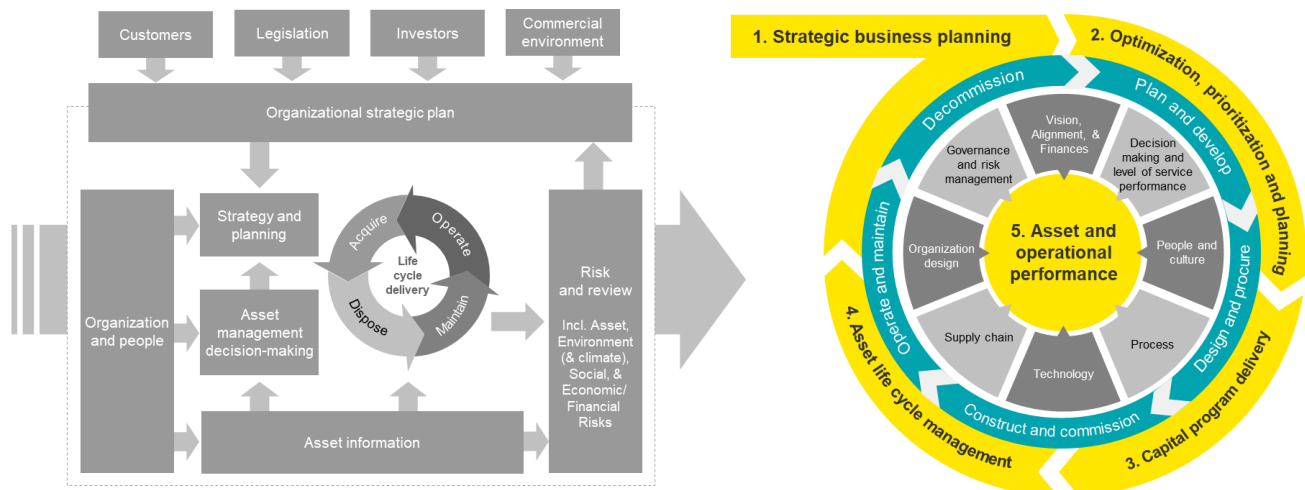 Customers
Legislation
Investors
Commercial
environment
Organizational strategic plan
Organization
and people
Strategy and
planning
Asset
management
decision-making
Acquire
Operate
Maintain
Dispose
Life
cycle
delivery
Asset information
Risk
and review
Incl. Asset,
Environment
(& climate),
Social, &
Economic/
Financial
Risks
1. Strategic business planning
2. Optimization, prioritization and planning
3. Capital program delivery
4. Asset life cycle management
Plan and develop
Design and procure
Construct and commission
Operate and maintain
Decommission
Vision,
Alignment, &
Finances
Decision
making and
level of service
performance
People and
culture
Process
Technology
Supply chain
Organization
design
Governance
and risk
management
5. Asset and
operational
performance